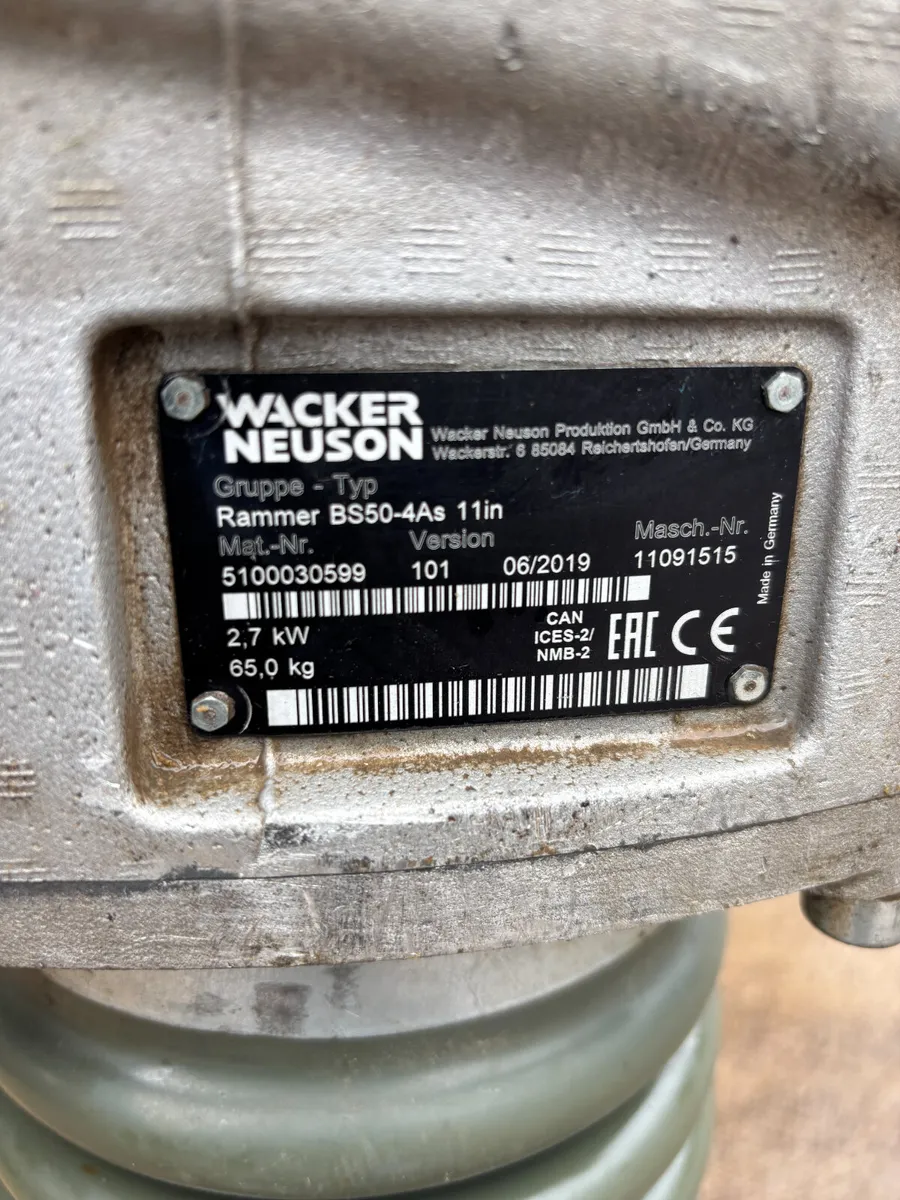 WACKER
NEUSON
Wacker Neuson Produktion GmbH & Co. KG
Wackerstr. 6 85084 Reichertshofen/Germany
Gruppe - Typ
Rammer BS50-4As 11in
Mat.-Nr. Version Masch.-Nr.
5100030599 101 06/2019 11091515
2,7 kW
65,0 kg
CAN
ICES-2/
NMB-2
EAC CE
Made in Germany